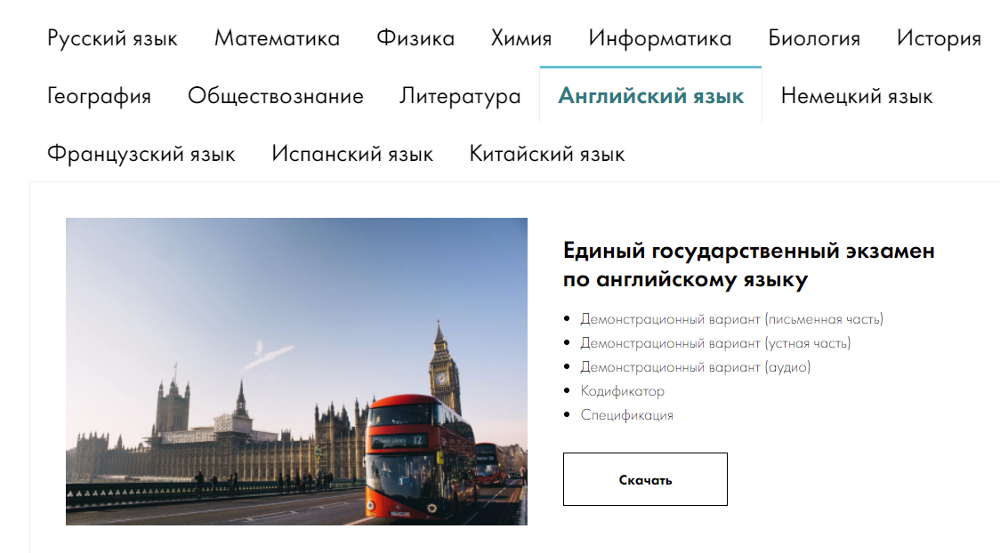 Русский язык Математика Физика Химия Информатика Биология История
География Обществознание Литература Английский язык Немецкий язык
Французский язык Испанский язык Китайский язык
Единый государственный экзамен
по английскому языку
Демонстрационный вариант (письменная часть)
Демонстрационный вариант (устная часть)
Демонстрационный вариант (аудио)
Кодификатор
Спецификация
12
Скачать